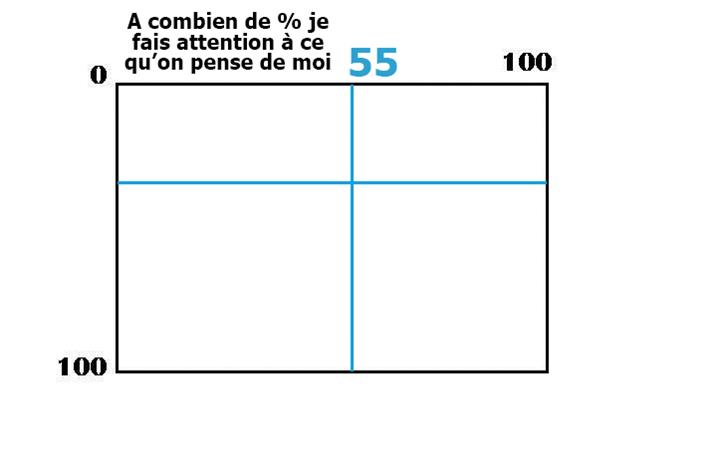 A combien de % je
fais attention à ce
qu'on pense de moi
55
100
0
100